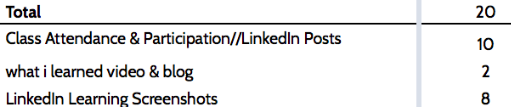 Total 20
Class Attendance & Participation//LinkedIn Posts 10
what i learned video & blog 2
LinkedIn Learning Screenshots 8